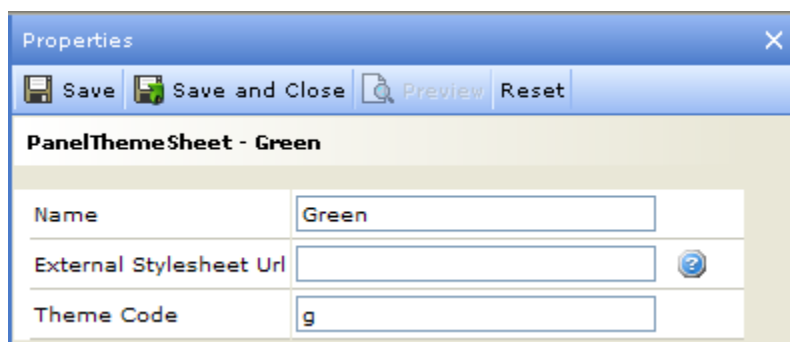 Properties
Save Save and Close Preview Reset
PanelThemeSheet - Green
Name Green
External Stylesheet Url
Theme Code g